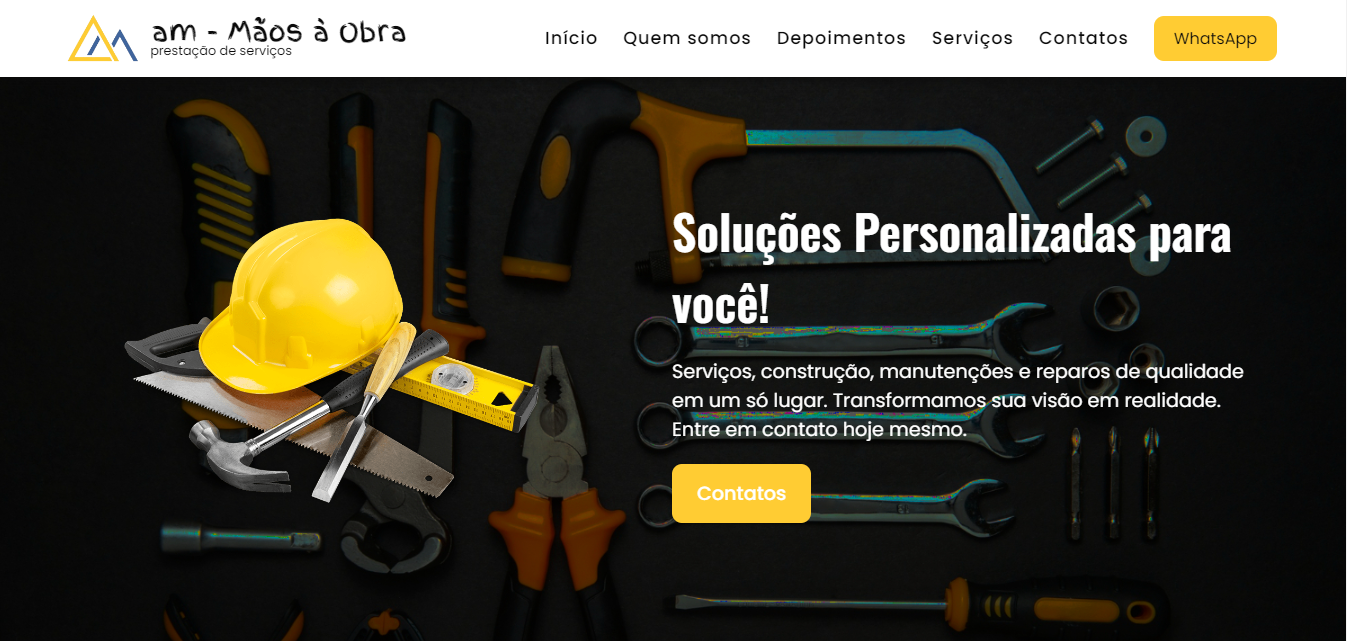 am - Mãos à Obra
prestação de serviços
Início Quem somos Depoimentos Serviços Contatos WhatsApp
Soluções Personalizadas para
você!
Serviços, construção, manutenções e reparos de qualidade
em um só lugar. Transformamos sua visão em realidade.
Entre em contato hoje mesmo.
Contatos